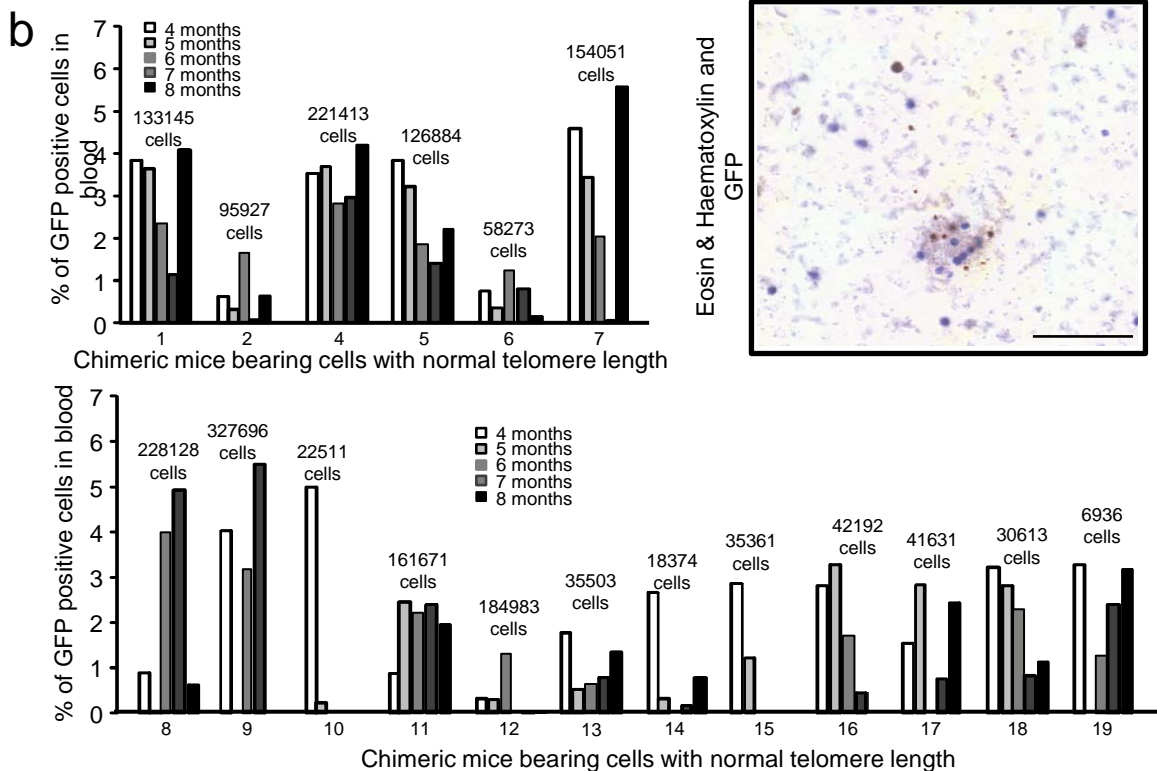 b
% of GFP positive cells in
blood
7
6
5
4
3
2
1
0
4 months
5 months
6 months
7 months
8 months
133145
cells
95927
cells
221413
cells
126884
cells
58273
cells
154051
cells
1 2 4 5 6 7
Chimeric mice bearing cells with normal telomere length
Eosin & Haematoxylin and
GFP
% of GFP positive cells in blood
7
6
5
4
3
2
1
0
4 months
5 months
6 months
7 months
8 months
228128
cells
327696
cells
22511
cells
161671
cells
184983
cells
35503
cells
18374
cells
35361
cells
42192
cells
41631
cells
30613
cells
6936
cells
8 9 10 11 12 13 14 15 16 17 18 19
Chimeric mice bearing cells with normal telomere length